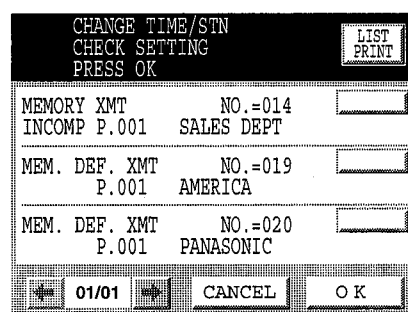 CHANGE TIME/STN
CHECK SETTING
PRESS OK
LIST
PRINT
MEMORY XMT NO.=014
INCOMP P.001 SALES DEPT
MEM. DEF. XMT NO.=019
P.001 AMERICA
MEM. DEF. XMT NO.=020
P.001 PANASONIC
01/01 CANCEL OK